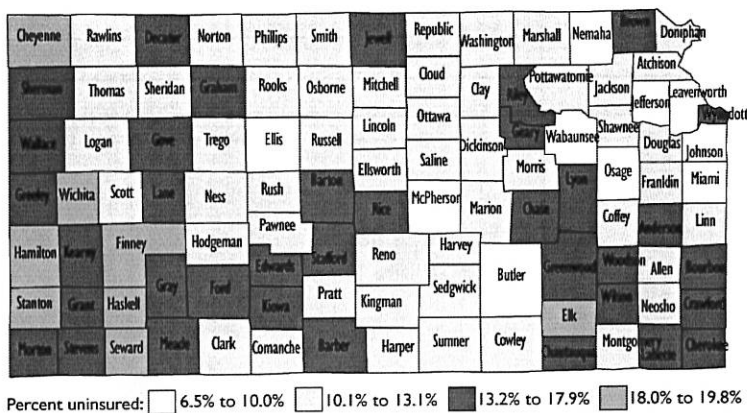 Cheyenne Rawlins Decatur Norton Phillips Smith Jewell Republic Washington Marshall Nemaha Brown Doniphan
Sherman Thomas Sheridan Graham Rooks Osborne Mitchell Cloud Clay Riley Pottawatomie Jackson Atchison Jefferson Leavenworth Wyandott
Wallace Logan Gove Trego Ellis Russell Lincoln Ottawa Saline Dickinson Geary Wabaunsee Shawnee Douglas Johnson
Greeley Wichita Scott Lane Ness Rush Barton Ellsworth Rice McPherson Marion Morris Chase Lyon Osage Franklin Miami
Hamilton Kearny Finney Hodgeman Pawnee Stafford Reno Harvey Butler Greenwood Coffey Anderson Linn
Stanton Grant Haskell Gray Ford Edwards Kiowa Pratt Kingman Sedgwick Elk Woodson Allen Bourbon
Wilson Neosho Crawford
Morton Stevens Seward Meade Clark Comanche Barber Harper Sumner Cowley Chautauqua Montgomery Labette Cherokee
Percent uninsured: 6.5% to 10.0% 10.1% to 13.1% 13.2% to 17.9% 18.0% to 19.8%